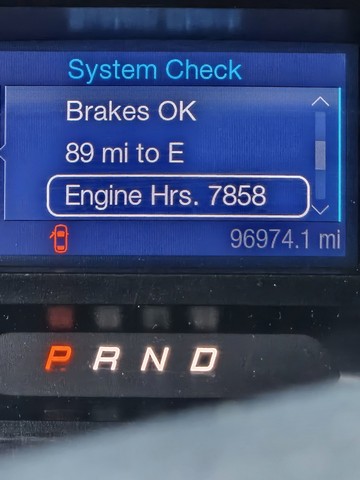 System Check
Brakes OK
89 mi to E
Engine Hrs. 7858
96974.1 mi
P R N D